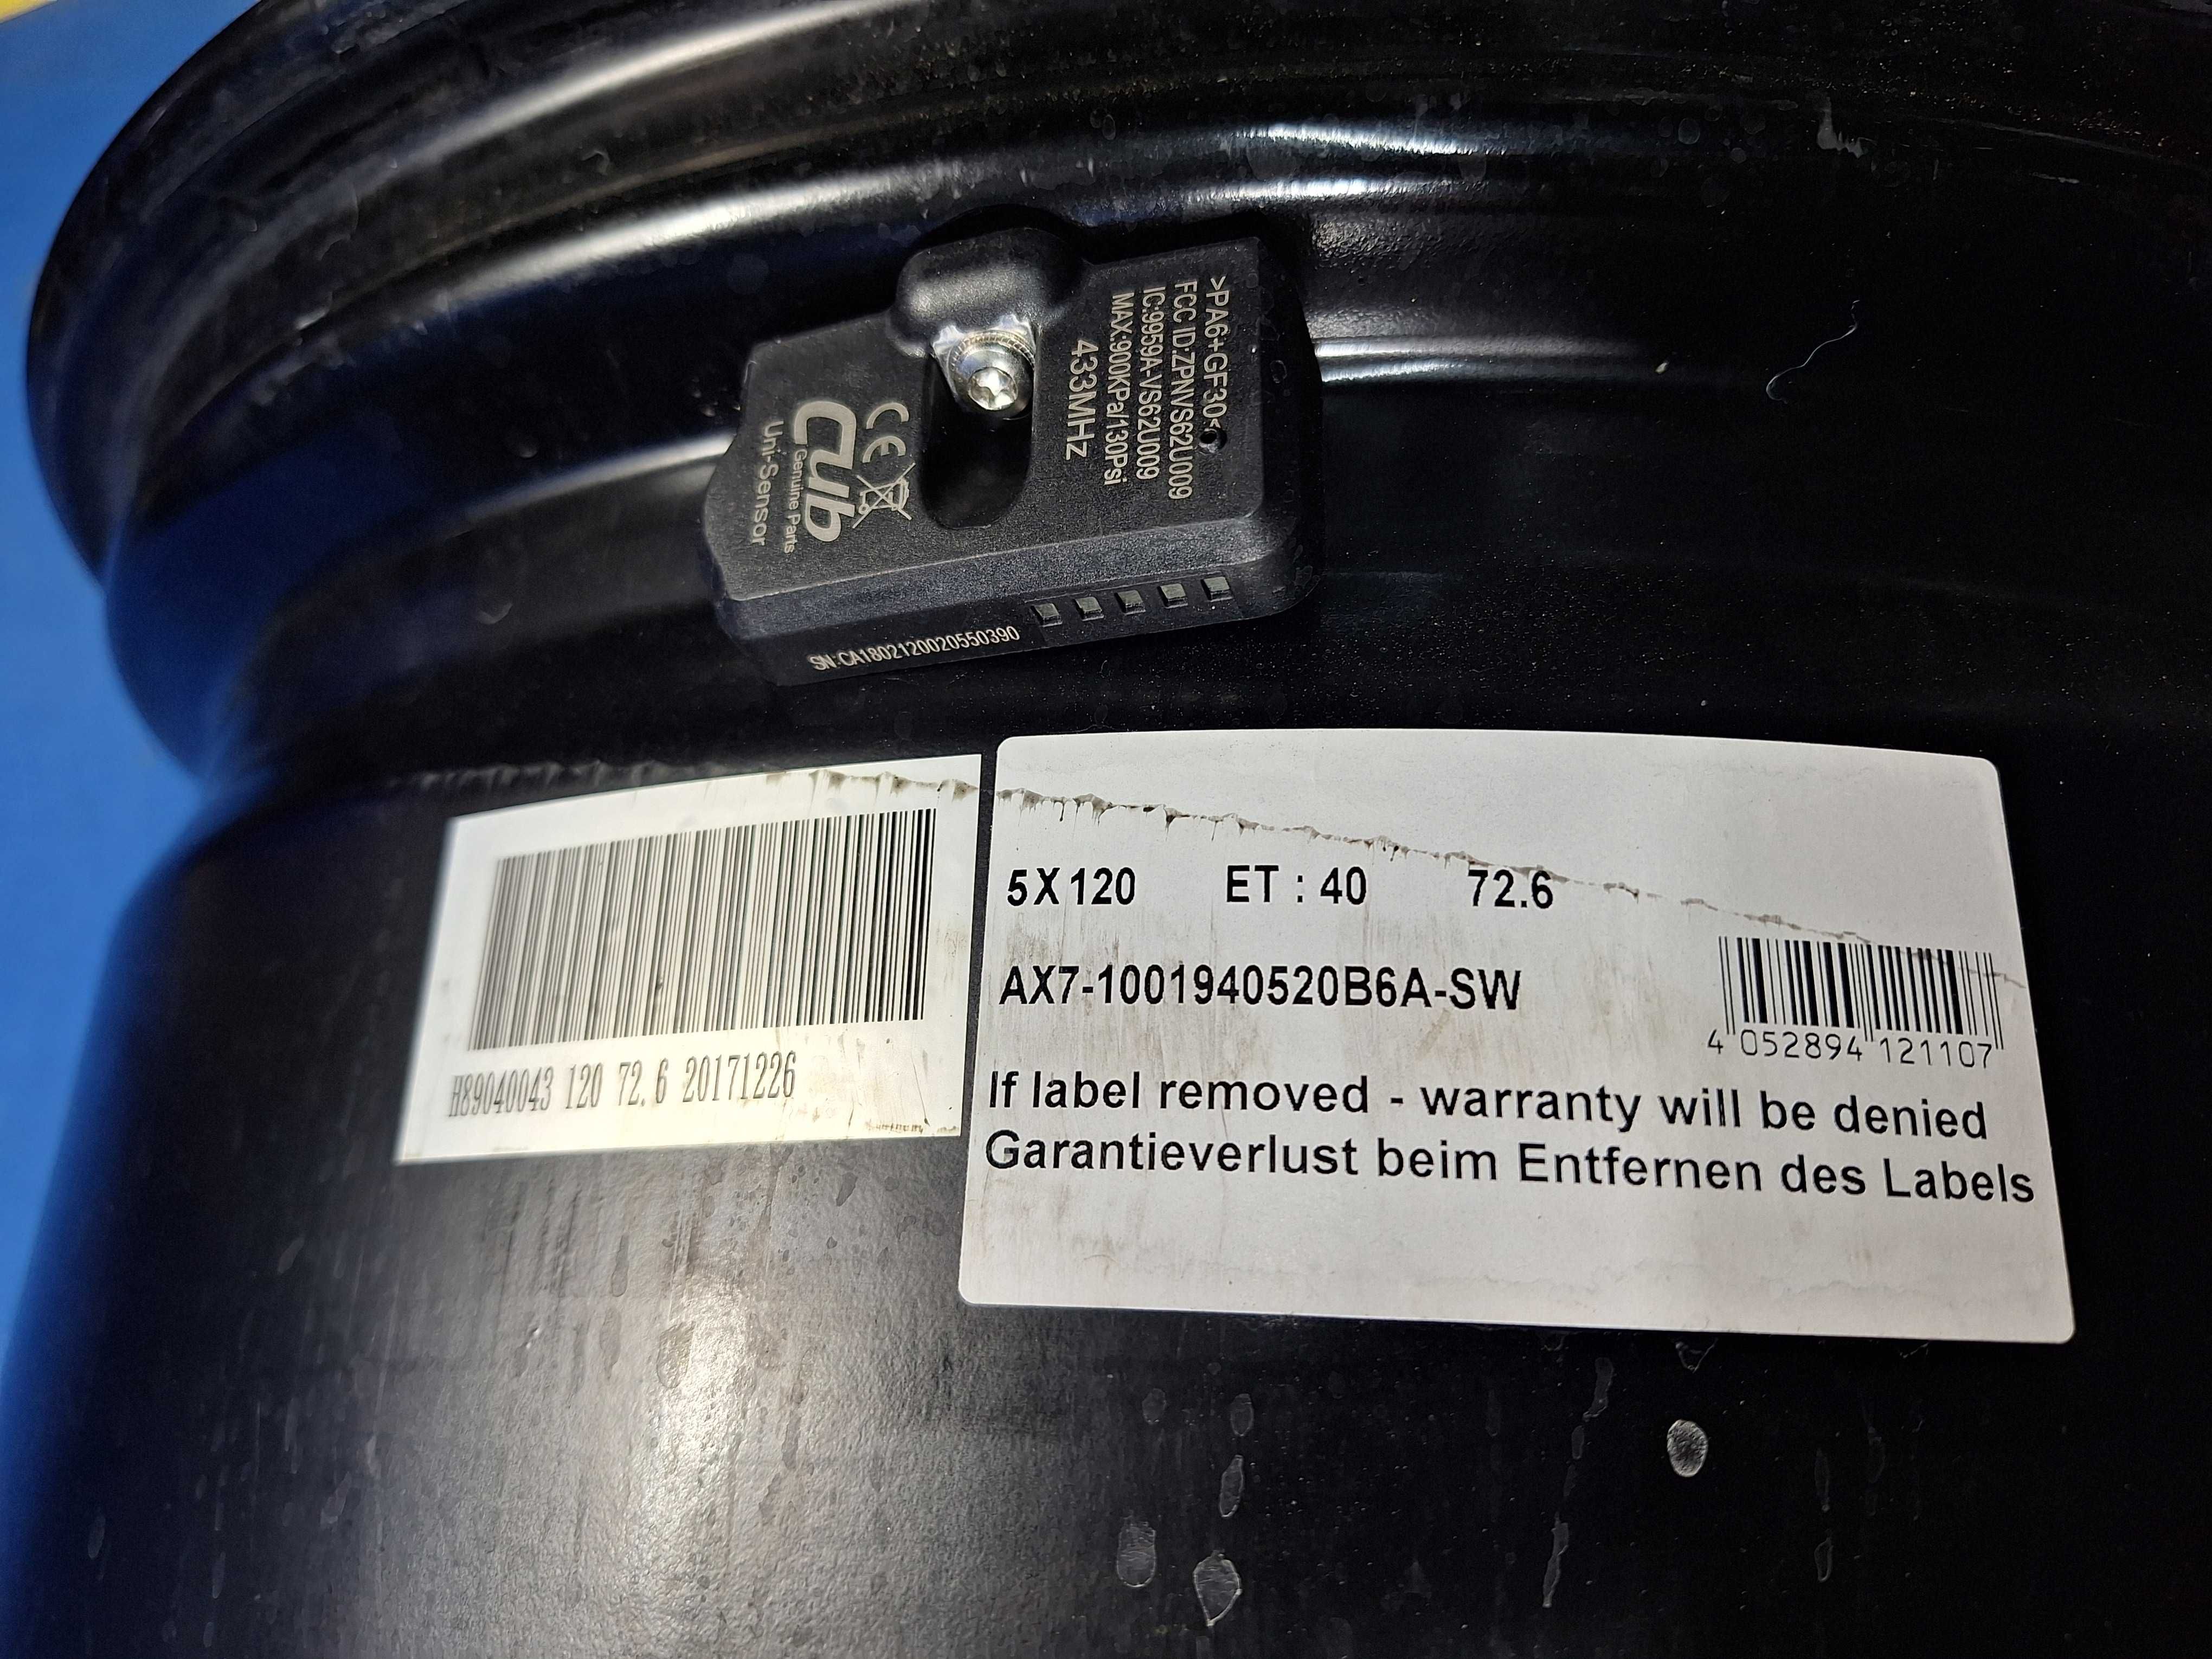 >PA6+GF30<
FCC ID:ZPNVS62U009
IC:9959A-VS62U009
MAX:900KPa/130Psi
433MHz
CE
CUb
Genuine Parts
Uni-Sensor
SN:CA1802120020550390
H89040043 120 72.6 20171226
5X120 ET : 40 72.6
AX7-1001940520B6A-SW
4 052894 121107
If label removed - warranty will be denied
Garantieverlust beim Entfernen des Labels